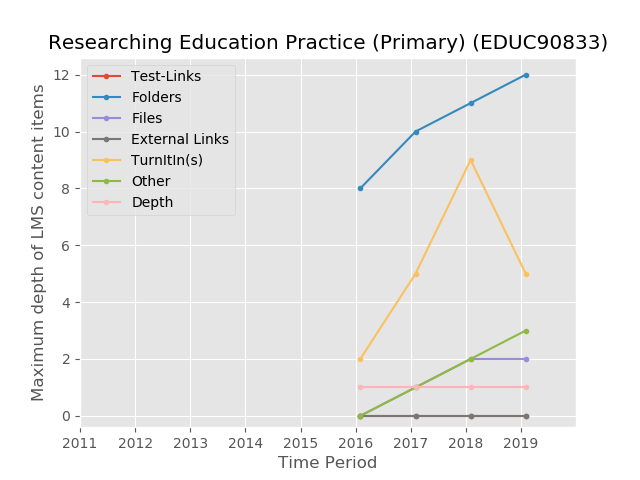 Researching Education Practice (Primary) (EDUC90833)
Maximum depth of LMS content items
12
10
8
6
4
2
0
Test-Links
Folders
Files
External Links
TurnItIn(s)
Other
Depth
2011 2012 2013 2014 2015 2016 2017 2018 2019
Time Period